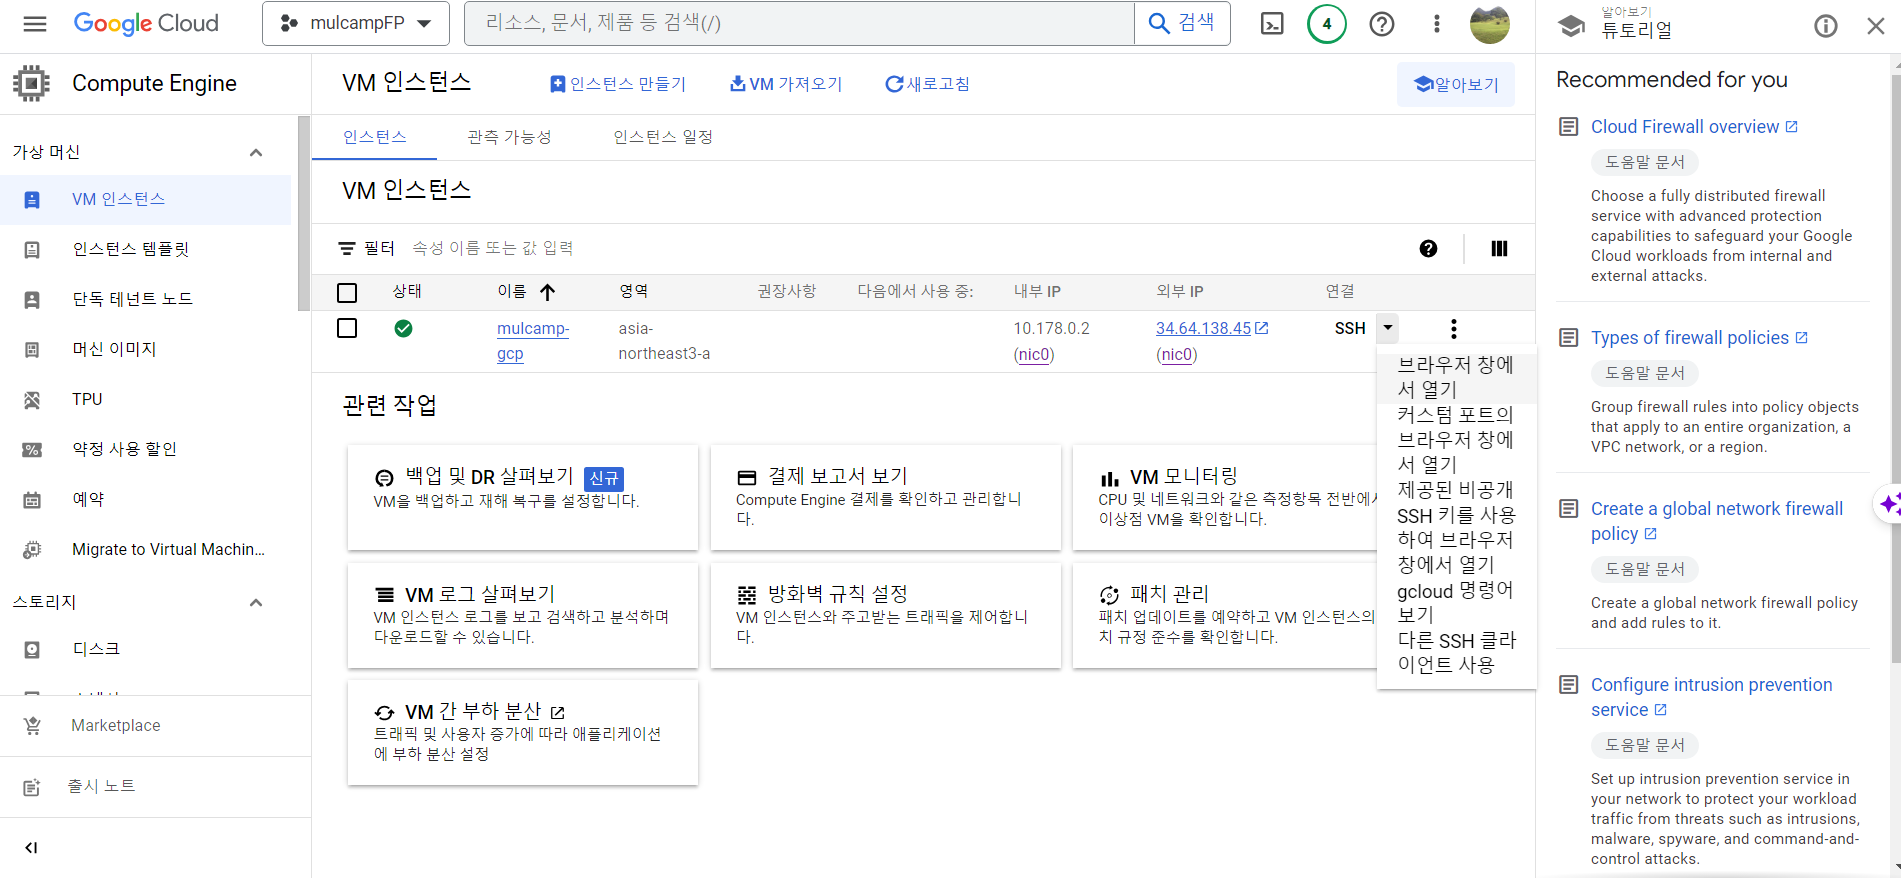 Google Cloud
mulcampFP
리소스, 문서, 제품 등 검색(/)
검색
4
알아보기
튜토리얼
Compute Engine
가상 머신
VM 인스턴스
인스턴스 템플릿
단독 테넌트 노드
머신 이미지
TPU
약정 사용 할인
예약
Migrate to Virtual Machin...
스토리지
디스크
Marketplace
출시 노트
VM 인스턴스
인스턴스 만들기
VM 가져오기
새로고침
알아보기
인스턴스
관측 가능성
인스턴스 일정
VM 인스턴스
필터
속성 이름 또는 값 입력
상태
이름
영역
권장사항
다음에서 사용 중:
내부 IP
외부 IP
연결
mulcamp-
gcp
asia-
northeast3-a
10.178.0.2
(nic0)
34.64.138.45
(nic0)
SSH
브라우저 창에
서 열기
커스텀 포트의
브라우저 창에
서 열기
제공된 비공개
SSH 키를 사용
하여 브라우저
창에서 열기
gcloud 명령어
보기
다른 SSH 클라
이언트 사용
관련 작업
백업 및 DR 살펴보기 신규
VM을 백업하고 재해 복구를 설정합니다.
결제 보고서 보기
Compute Engine 결제를 확인하고 관리합니
다.
VM 모니터링
CPU 및 네트워크와 같은 측정항목 전반에서
이상점 VM을 확인합니다.
VM 로그 살펴보기
VM 인스턴스 로그를 보고 검색하고 분석하며
다운로드할 수 있습니다.
방화벽 규칙 설정
VM 인스턴스와 주고받는 트래픽을 제어합니
다.
패치 관리
패치 업데이트를 예약하고 VM 인스턴스의
치 규정 준수를 확인합니다.
VM 간 부하 분산
트래픽 및 사용자 증가에 따라 애플리케이션
에 부하 분산 설정
Recommended for you
Cloud Firewall overview
도움말 문서
Choose a fully distributed firewall
service with advanced protection
capabilities to safeguard your Google
Cloud workloads from internal and
external attacks.
Types of firewall policies
도움말 문서
Group firewall rules into policy objects
that apply to an entire organization, a
VPC network, or a region.
Create a global network firewall
policy
도움말 문서
Create a global network firewall policy
and add rules to it.
Configure intrusion prevention
service
도움말 문서
Set up intrusion prevention service in
your network to protect your workload
traffic from threats such as intrusions,
malware, spyware, and command-and-
control attacks.